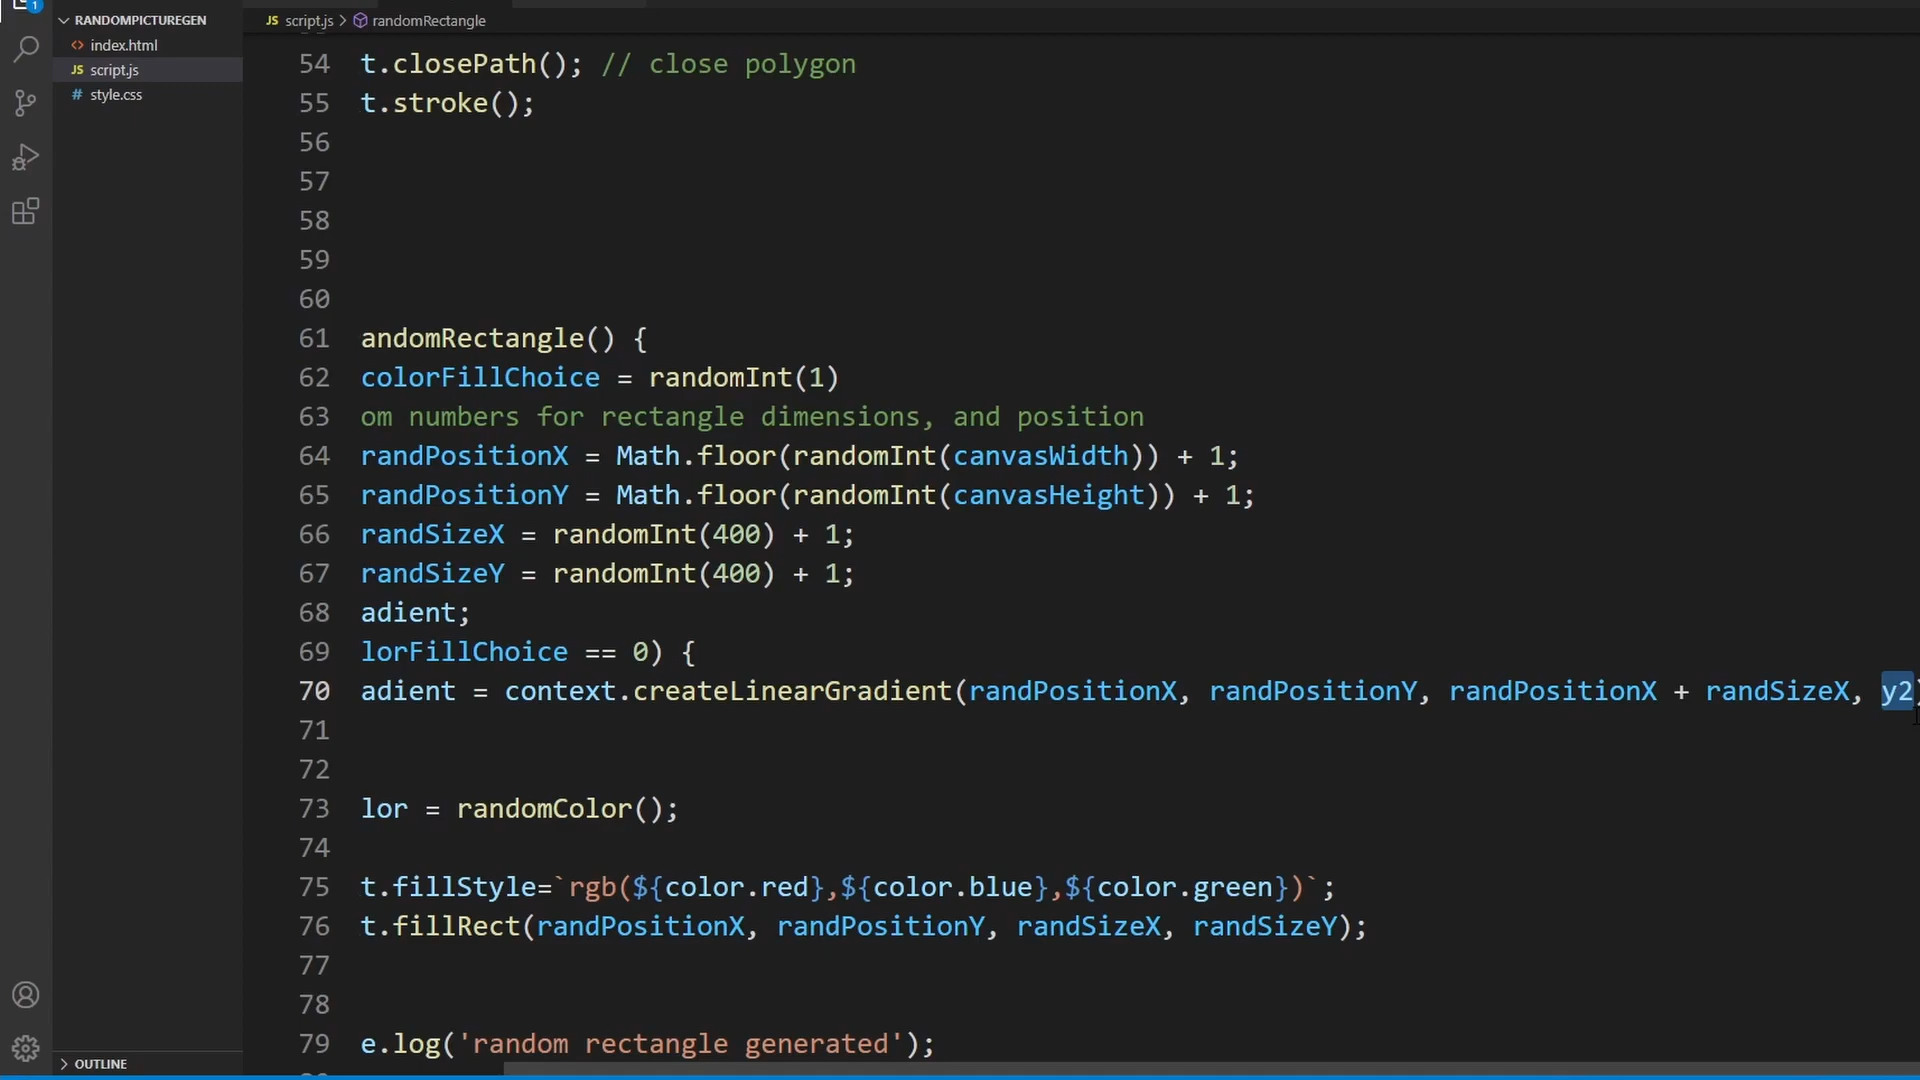 1
RANDOMPICTUREGEN
index.html
JS script.js
# style.css
JS script.js > randomRectangle
54 t.closePath(); // close polygon
55 t.stroke();
56
57
58
59
60
61 andomRectangle() {
62 colorFillChoice = randomInt(1)
63 om numbers for rectangle dimensions, and position
64 randPositionX = Math.floor(randomInt(canvasWidth)) + 1;
65 randPositionY = Math.floor(randomInt(canvasHeight)) + 1;
66 randSizeX = randomInt(400) + 1;
67 randSizeY = randomInt(400) + 1;
68 adient;
69 lorFillChoice == 0) {
70 adient = context.createLinearGradient(randPositionX, randPositionY, randPositionX + randSizeX, y2)
71
72
73 lor = randomColor();
74
75 t.fillStyle=`rgb(${color.red},${color.blue},${color.green})`;
76 t.fillRect(randPositionX, randPositionY, randSizeX, randSizeY);
77
78
79 e.log('random rectangle generated');
OUTLINE